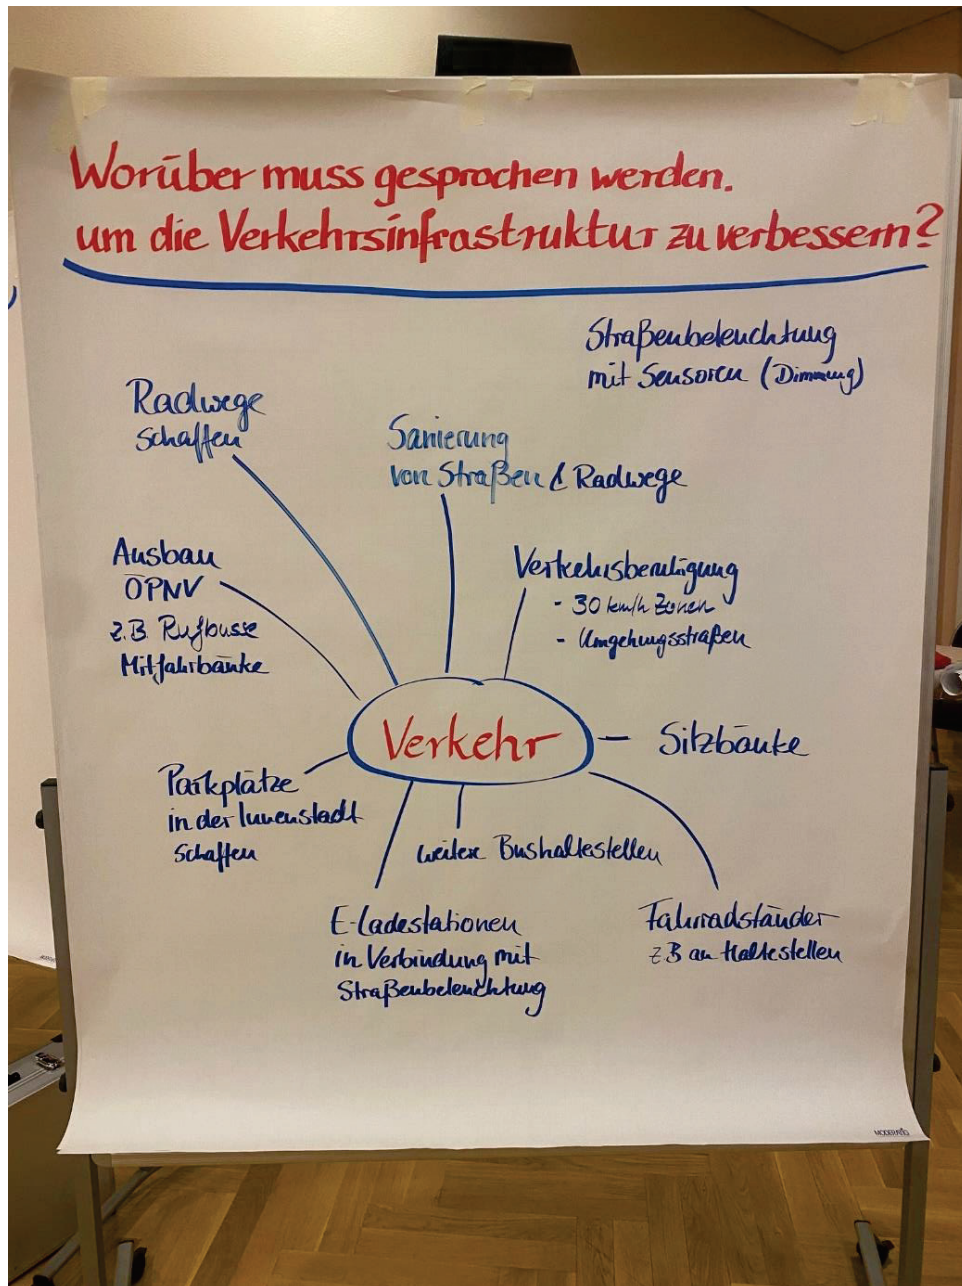 Worüber muss gesprochen werden.
um die Verkehrsinfrastruktur zu verbessern?
Straßenbeleuchtung
mit Sensoren (Dimmung)
Radwege
schaffen
Sanierung
von Straßen & Radwege
Ausbau
ÖPNV
z.B. Rufbusse
Mitfahrbänke
Verkehrsberuhigung
- 30 km/h Zonen
- Umgehungsstraßen
Verkehr
Sitzbänke
Parkplätze
in der Innenstadt
schaffen
weitere Bushaltestellen
E-Ladestationen
in Verbindung mit
Straßenbeleuchtung
Fahrradständer
z B an Haltestellen